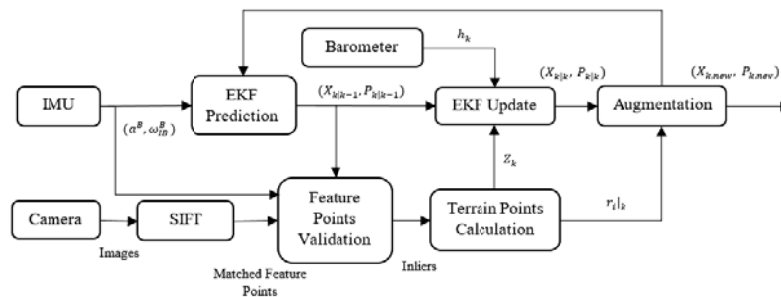 Barometer
h_k
(X_{k|k}, P_{k|k})
(X_{k,new}, P_{k,new})
IMU
EKF
Prediction
(X_{k|k-1}, P_{k|k-1})
EKF Update
Augmentation
(a^B, ω_{IB}^B)
Z_k
Camera
SIFT
Feature
Points
Validation
Terrain Points
Calculation
r_i|_k
Images
Matched Feature
Points
Inliers